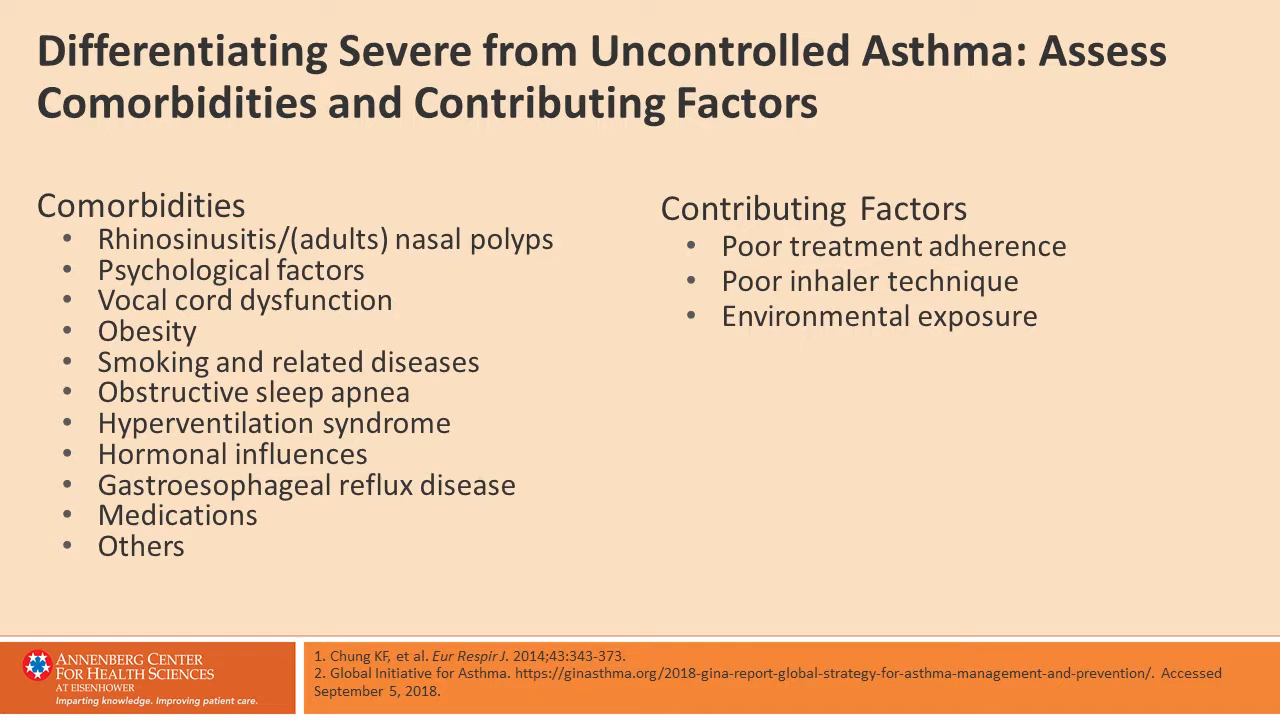 Differentiating Severe from Uncontrolled Asthma: Assess
Comorbidities and Contributing Factors
Comorbidities
• Rhinosinusitis/(adults) nasal polyps
• Psychological factors
• Vocal cord dysfunction
• Obesity
• Smoking and related diseases
• Obstructive sleep apnea
• Hyperventilation syndrome
• Hormonal influences
• Gastroesophageal reflux disease
• Medications
• Others
Contributing Factors
• Poor treatment adherence
• Poor inhaler technique
• Environmental exposure
ANNENBERG CENTER
FOR HEALTH SCIENCES
AT EISENHOWER
Imparting knowledge. Improving patient care.
1. Chung KF, et al. Eur Respir J. 2014;43:343-373.
2. Global Initiative for Asthma. https://ginasthma.org/2018-gina-report-global-strategy-for-asthma-management-and-prevention/. Accessed
September 5, 2018.